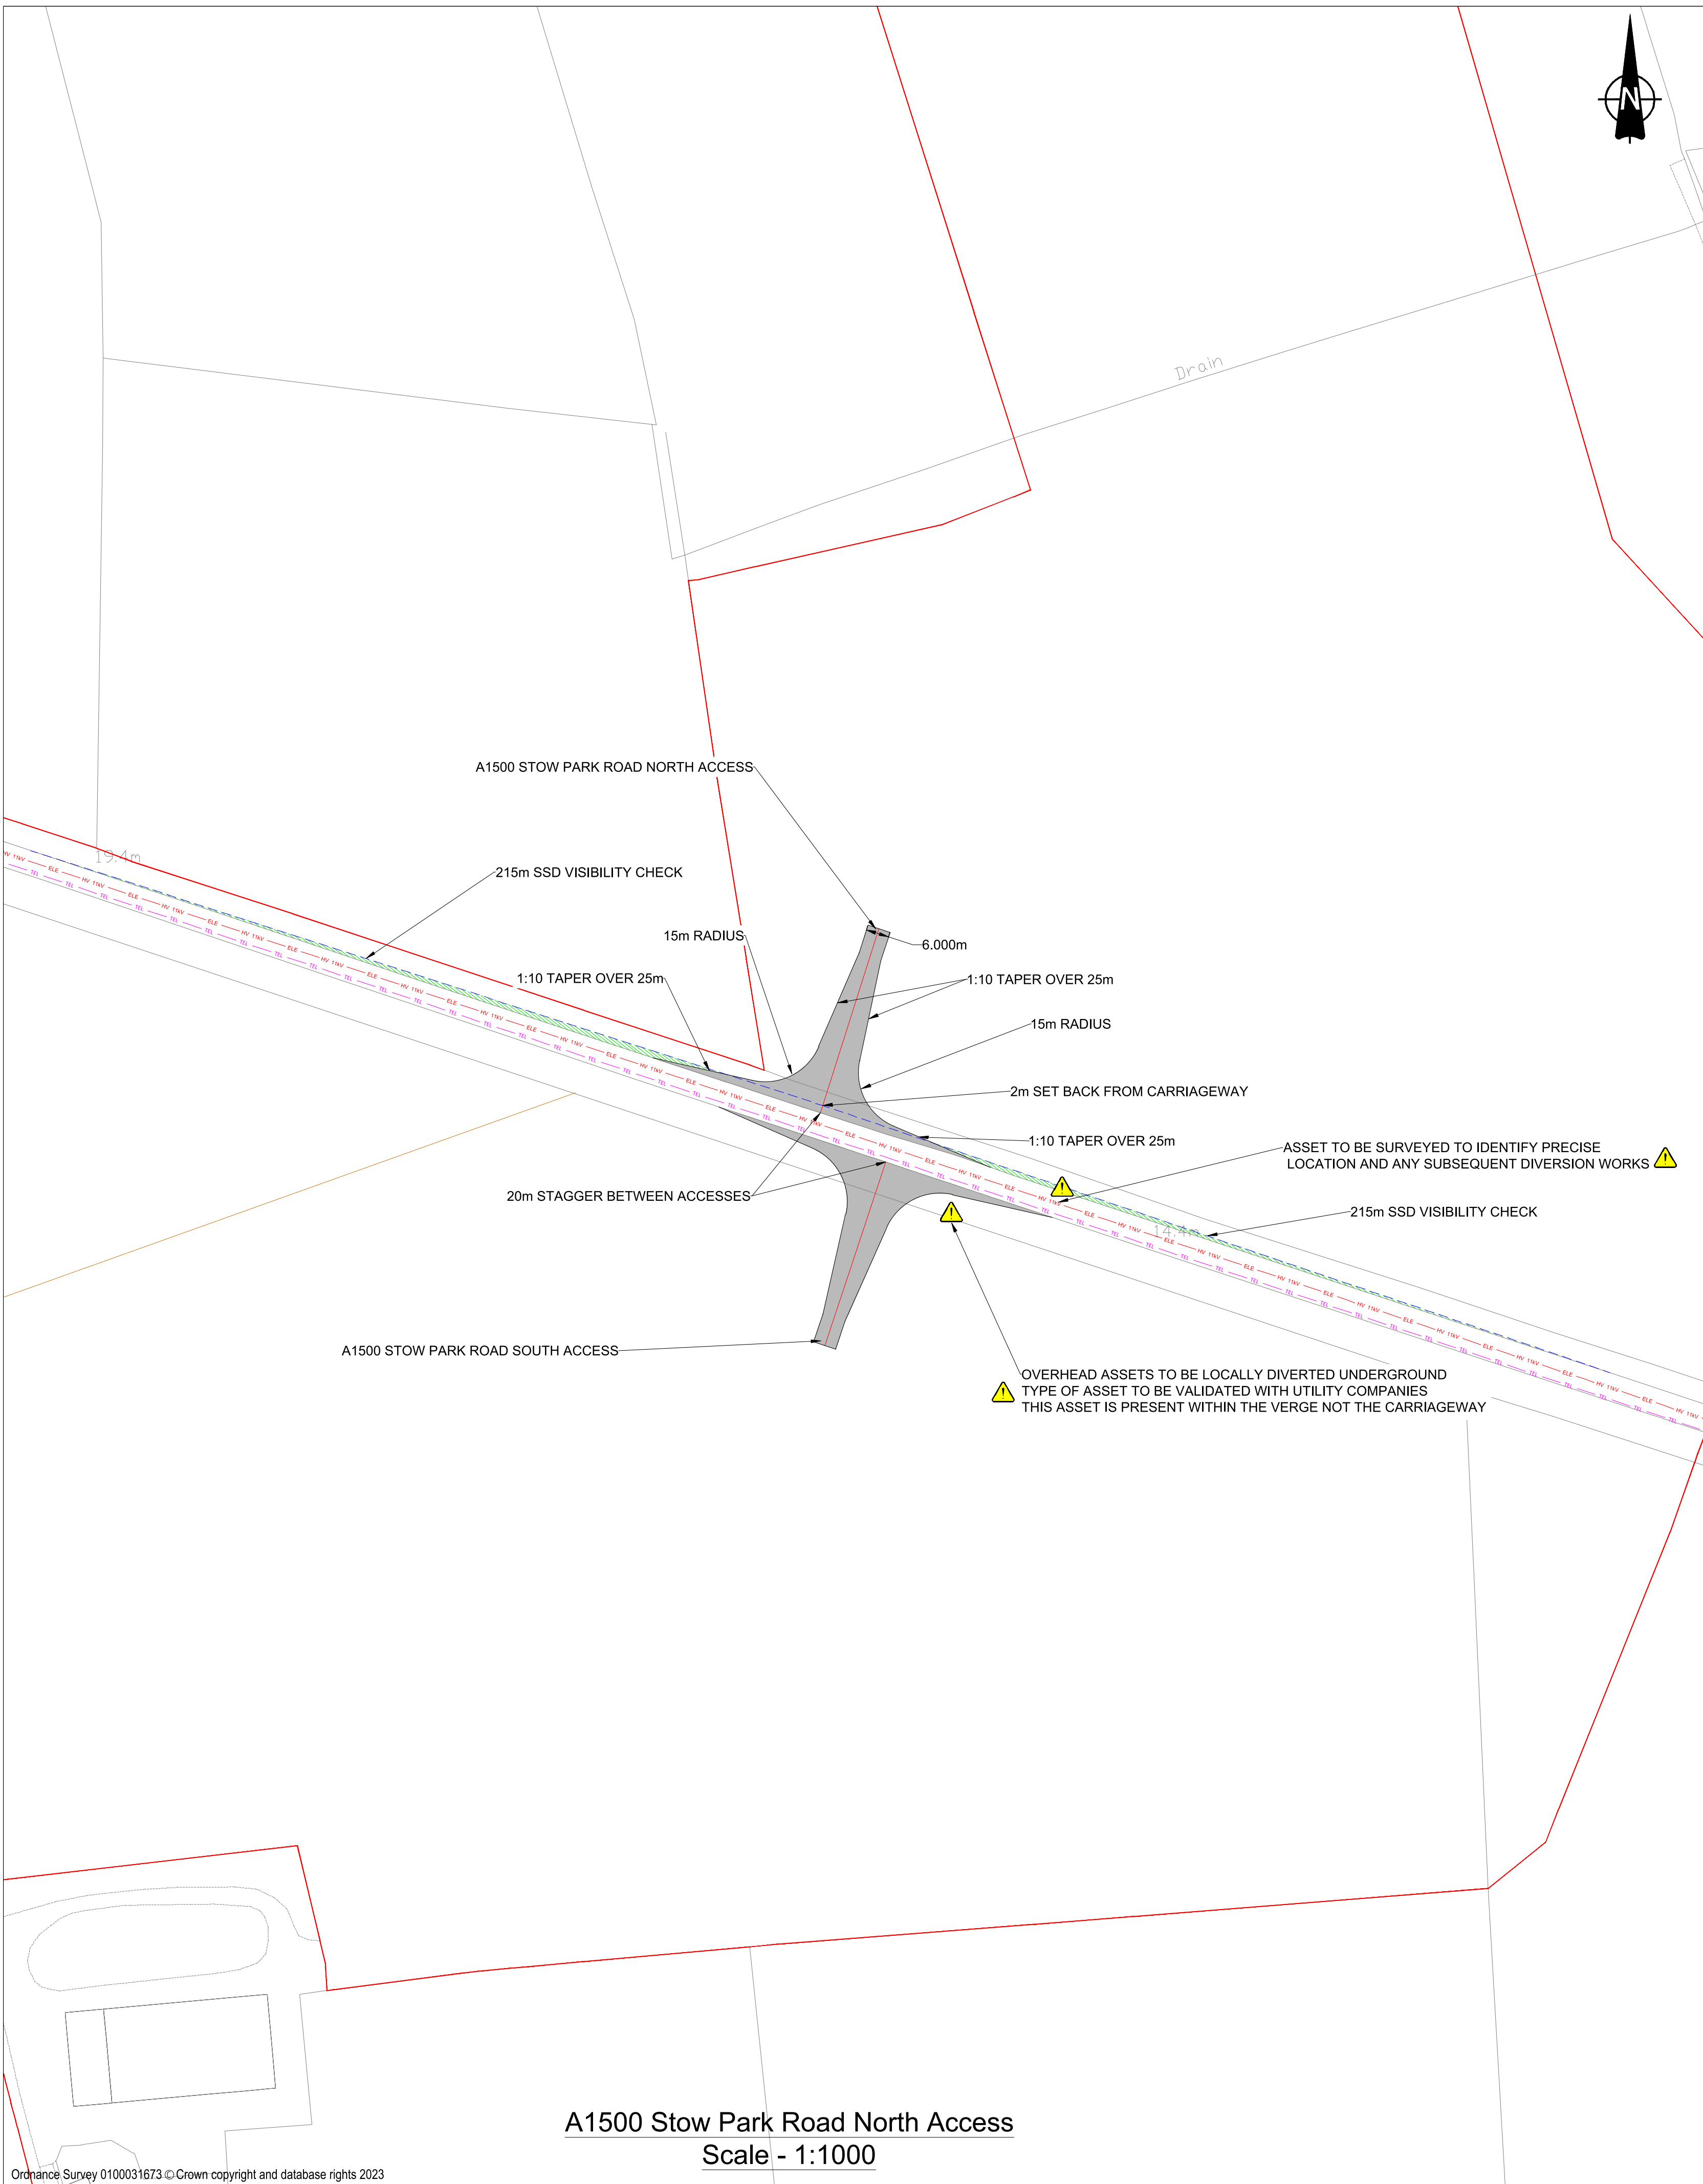 N
Drain
A1500 STOW PARK ROAD NORTH ACCESS
19.4m
215m SSD VISIBILITY CHECK
15m RADIUS
6.000m
1:10 TAPER OVER 25m
1:10 TAPER OVER 25m
15m RADIUS
2m SET BACK FROM CARRIAGEWAY
1:10 TAPER OVER 25m
ASSET TO BE SURVEYED TO IDENTIFY PRECISE
LOCATION AND ANY SUBSEQUENT DIVERSION WORKS
20m STAGGER BETWEEN ACCESSES
215m SSD VISIBILITY CHECK
HV 11kV ELE
TEL
A1500 STOW PARK ROAD SOUTH ACCESS
OVERHEAD ASSETS TO BE LOCALLY DIVERTED UNDERGROUND
TYPE OF ASSET TO BE VALIDATED WITH UTILITY COMPANIES
THIS ASSET IS PRESENT WITHIN THE VERGE NOT THE CARRIAGEWAY
A1500 Stow Park Road North Access
Scale - 1:1000
Ordnance Survey 0100031673 © Crown copyright and database rights 2023